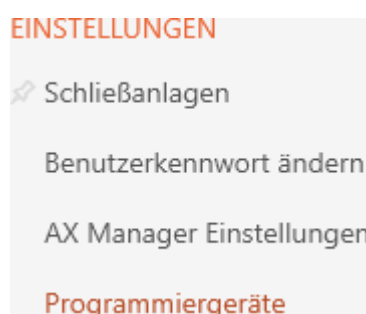 EINSTELLUNGEN
Schließanlagen
Benutzerkennwort ändern
AX Manager Einstellungen
Programmiergeräte